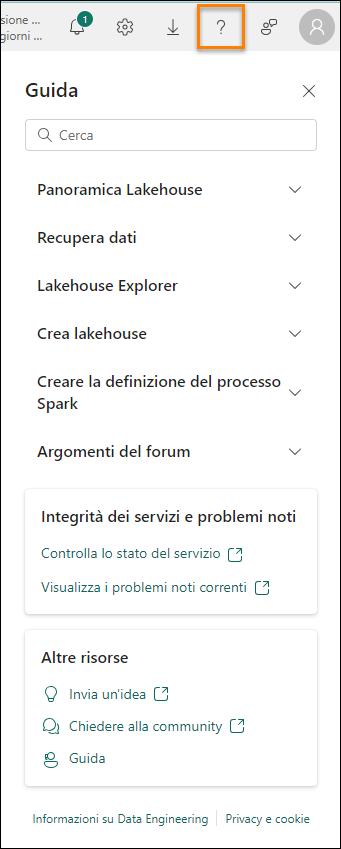 sione ...
giorni ...
1
?
Guida
Cerca
Panoramica Lakehouse
Recupera dati
Lakehouse Explorer
Crea lakehouse
Creare la definizione del processo
Spark
Argomenti del forum
Integrità dei servizi e problemi noti
Controlla lo stato del servizio
Visualizza i problemi noti correnti
Altre risorse
Invia un'idea
Chiedere alla community
Guida
Informazioni su Data Engineering
Privacy e cookie